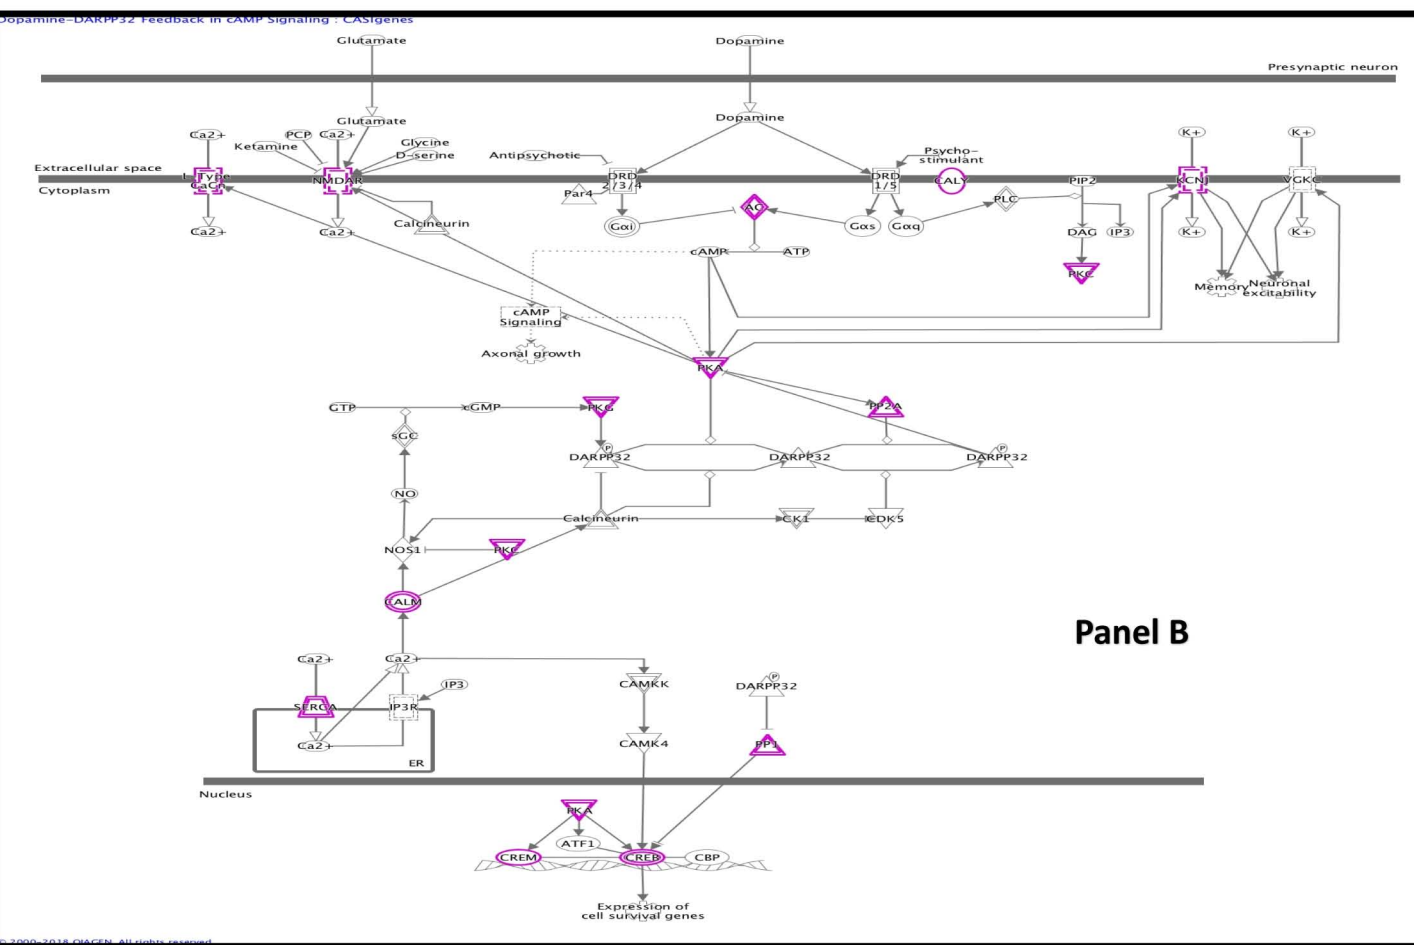 Dopamine-DARPP32 Feedback in cAMP Signaling : CASIgenes
Glutamate
Dopamine
Presynaptic neuron
Glutamate
Dopamine
Ca2+
PCP
Ca2+
Ketamine
Glycine
D-serine
Antipsychotic
Psycho-
stimulant
K+
K+
Extracellular space
Cytoplasm
L Type
CaCn
NMDAR
DRD
2/3/4
DRD
1/5
CALY
PIP2
KCNJ
VGKC
Par4
PLC
AC
Calcineurin
Gαi
Gαs
Gαq
Ca2+
Ca2+
DAG
IP3
K+
K+
cAMP
ATP
PKC
Memory
Neuronal
excitability
cAMP
Signaling
Axonal growth
PKA
GTP
cGMP
PKG
PP2A
sGC
P
DARPP32
DARPP32
P
DARPP32
NO
Calcineurin
CK1
CDK5
NOS1
PKC
CALM
Panel B
Ca2+
Ca2+
IP3
CAMKK
P
DARPP32
SERCA
IP3R
Ca2+
ER
CAMK4
PP1
Nucleus
PKA
ATF1
CREM
CREB
CBP
Expression of
cell survival genes
© 2000-2018 QIAGEN. All rights reserved.